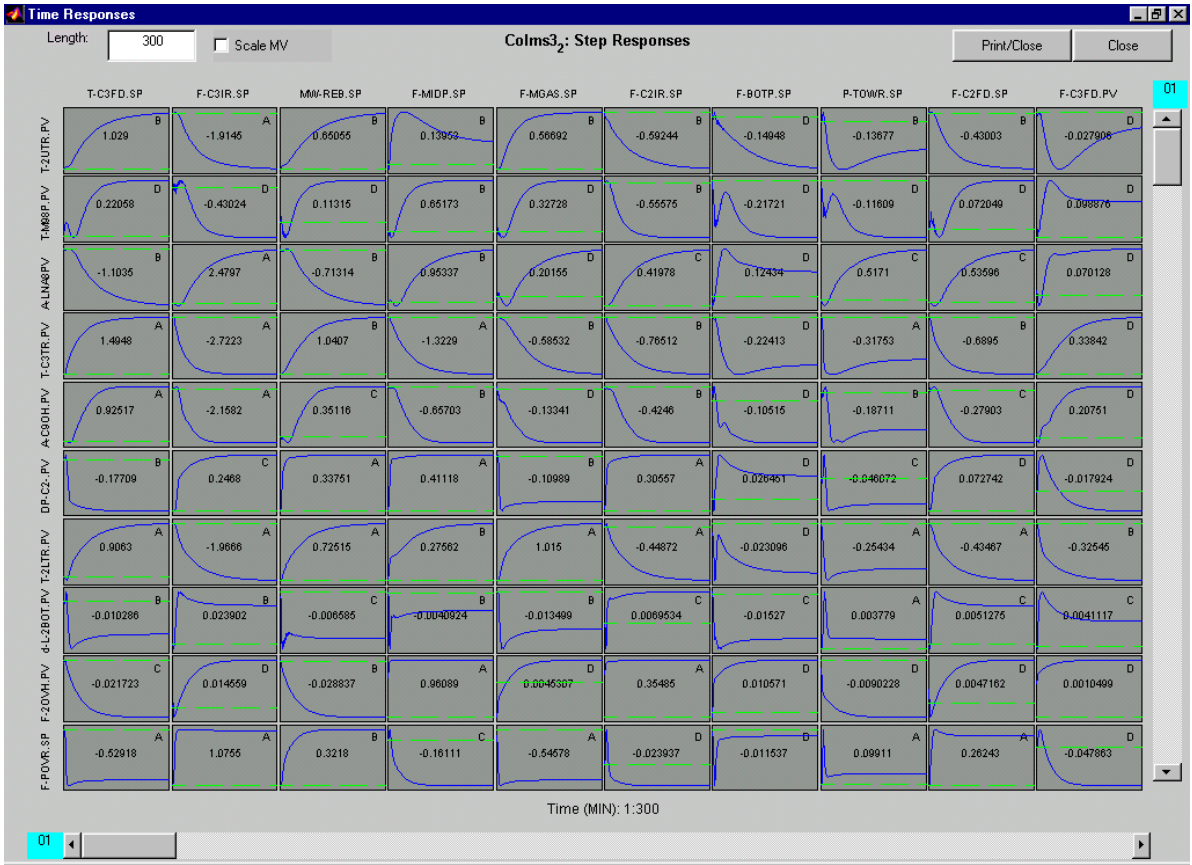 Time Responses
Length: 300 Scale MV Colms3₂: Step Responses Print/Close Close
T-C3FD.SP F-C3IR.SP MW-REB.SP F-MIDP.SP F-MGAS.SP F-C2IR.SP F-BOTP.SP P-TOWR.SP F-C2FD.SP F-C3FD.PV 01
T-2UTR.PV B 1.029 A -1.9145 B 0.65055 B 0.13953 B 0.56692 B -0.59244 D -0.14948 B -0.13677 B -0.43003 D -0.027906
T-M98P.PV D 0.22058 D -0.43024 D 0.11315 B 0.65173 D 0.32728 B -0.55575 D -0.21721 D -0.11609 D 0.072049 D 0.098876
A-LNA8PV B -1.1035 A 2.4797 B -0.71314 B 0.95337 D 0.20155 C 0.41978 D 0.12434 C 0.5171 C 0.53596 D 0.070128
T-C3TR.PV A 1.4948 A -2.7223 B 1.0407 A -1.3229 B -0.58532 B -0.76512 D -0.22413 A -0.31753 B -0.6895 D 0.33842
A-C90H.PV A 0.92517 A -2.1582 C 0.35116 B -0.65703 D -0.13341 B -0.4246 D -0.10515 B -0.18711 C -0.27903 D 0.20751
DP-C2-.PV B -0.17709 C 0.2468 A 0.33751 A 0.41118 B -0.10989 A 0.30557 D 0.026461 C -0.046072 D 0.072742 D -0.017924
T-2LTR.PV A 0.9063 A -1.9666 A 0.72515 B 0.27562 A 1.015 A -0.44872 D -0.023096 A -0.25434 A -0.43467 B -0.32545
d-L-2BOT.PV B -0.010286 B 0.023902 C -0.006585 B -0.0040924 B -0.013499 C 0.0069534 C -0.01527 A 0.003779 C 0.0051275 C 0.0041117
F-2OVH.PV C -0.021723 D 0.014559 B -0.028837 A 0.96089 D 0.0045387 A 0.35485 D 0.010571 D -0.0090228 D 0.0047162 D 0.0010499
F-POVR.SP A -0.52918 A 1.0755 B 0.3218 C -0.16111 A -0.54578 D -0.023937 D -0.011537 A 0.09911 A 0.26243 D -0.047863
Time (MIN): 1:300
01